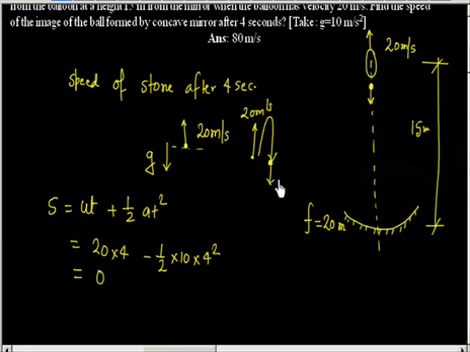 from the balloon at a height 15 m from the mirror when the balloon has velocity 20 m/s. Find the speed
of the image of the ball formed by concave mirror after 4 seconds? [Take : g=10 m/s²]
Ans: 80 m/s
speed of stone after 4 sec.
20m/s
20m/s
20m/s
g
15m
S = ut + 1/2 at²
= 20×4 - 1/2 ×10×4²
= 0
f=20m